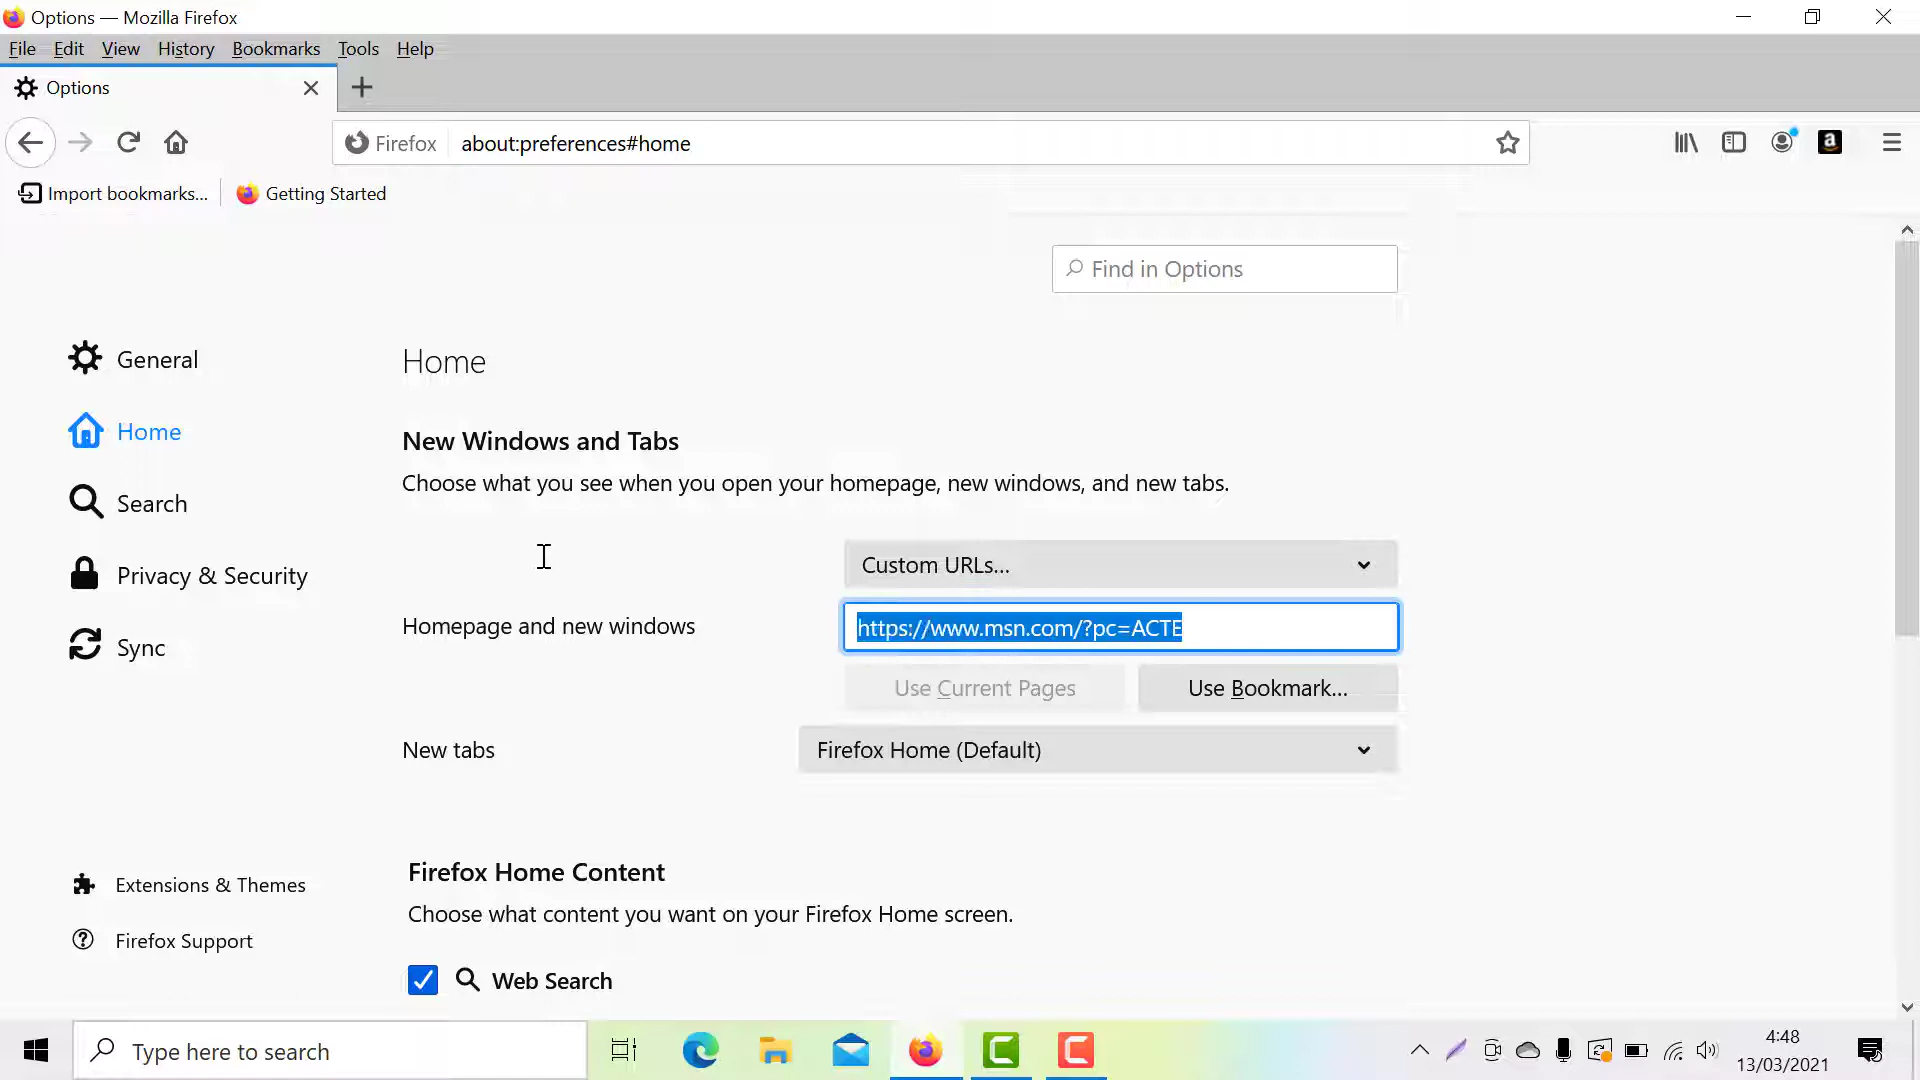 Options — Mozilla Firefox
File Edit View History Bookmarks Tools Help
Options
Firefox about:preferences#home
Import bookmarks... Getting Started
Find in Options
General
Home
Search
Privacy & Security
Sync
Extensions & Themes
Firefox Support
Home
New Windows and Tabs
Choose what you see when you open your homepage, new windows, and new tabs.
Custom URLs...
Homepage and new windows
https://www.msn.com/?pc=ACTE
Use Current Pages Use Bookmark...
New tabs Firefox Home (Default)
Firefox Home Content
Choose what content you want on your Firefox Home screen.
Web Search
Type here to search
4:48
13/03/2021